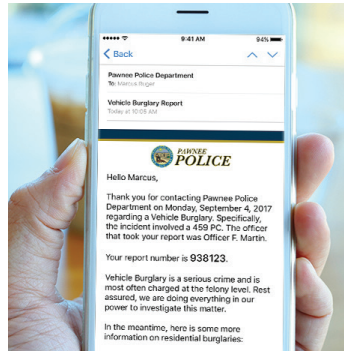 9:41 AM
94%
Back
Pawnee Police Department
To: Marcus Ruger
Vehicle Burglary Report
Today at 10:05 AM
PAWNEE
POLICE
Hello Marcus,
Thank you for contacting Pawnee Police
Department on Monday, September 4, 2017
regarding a Vehicle Burglary. Specifically,
the incident involved a 459 PC. The officer
that took your report was Officer F. Martin.
Your report number is 938123.
Vehicle Burglary is a serious crime and is
most often charged at the felony level. Rest
assured, we are doing everything in our
power to investigate this matter.
In the meantime, here is some more
information on residential burglaries: